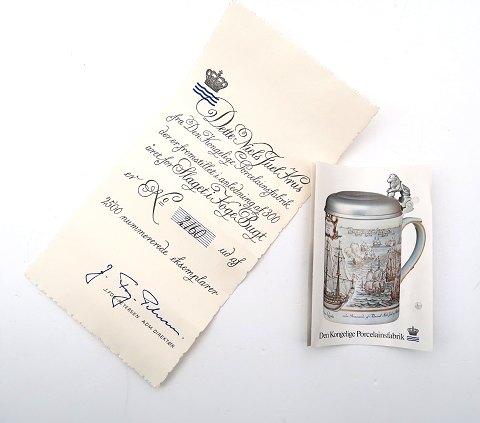 Dette Niels Juel Krus
fra Den Kongelige Porcelainsfabrik
der er fremstillet i anledning af 300
året for Slaget i Køge Bugt
er No 2160 ud af
2500 nummererede eksemplarer
ADM. DIREKTØR
Den Kongelige Porcelainsfabrik